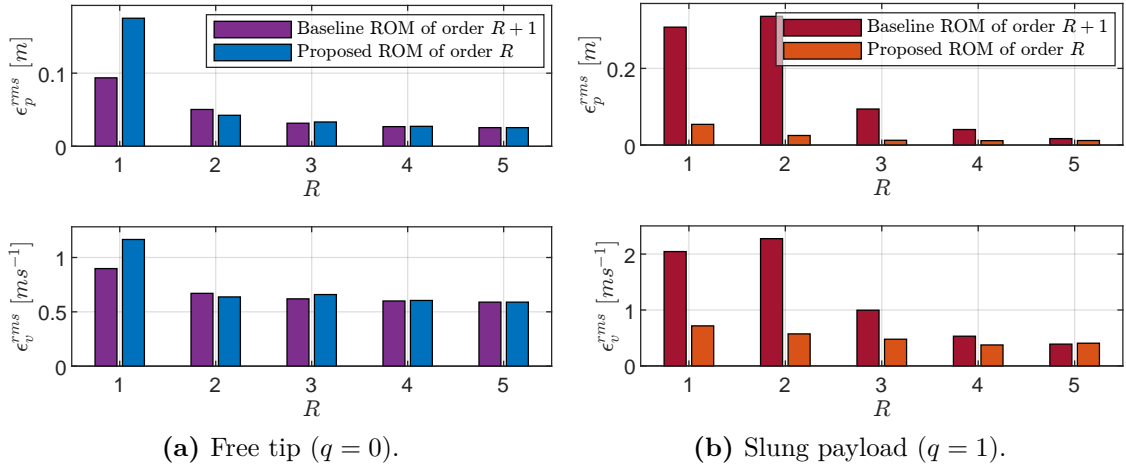 Baseline ROM of order R + 1
Proposed ROM of order R
ϵ_p^{rms} [m]
0.1
0
1 2 3 4 5
R
ϵ_v^{rms} [ms^{-1}]
1
0.5
0
1 2 3 4 5
R
(a) Free tip (q = 0).
Baseline ROM of order R + 1
Proposed ROM of order R
ϵ_p^{rms} [m]
0.2
0
1 2 3 4 5
R
ϵ_v^{rms} [ms^{-1}]
2
1
0
1 2 3 4 5
R
(b) Slung payload (q = 1).